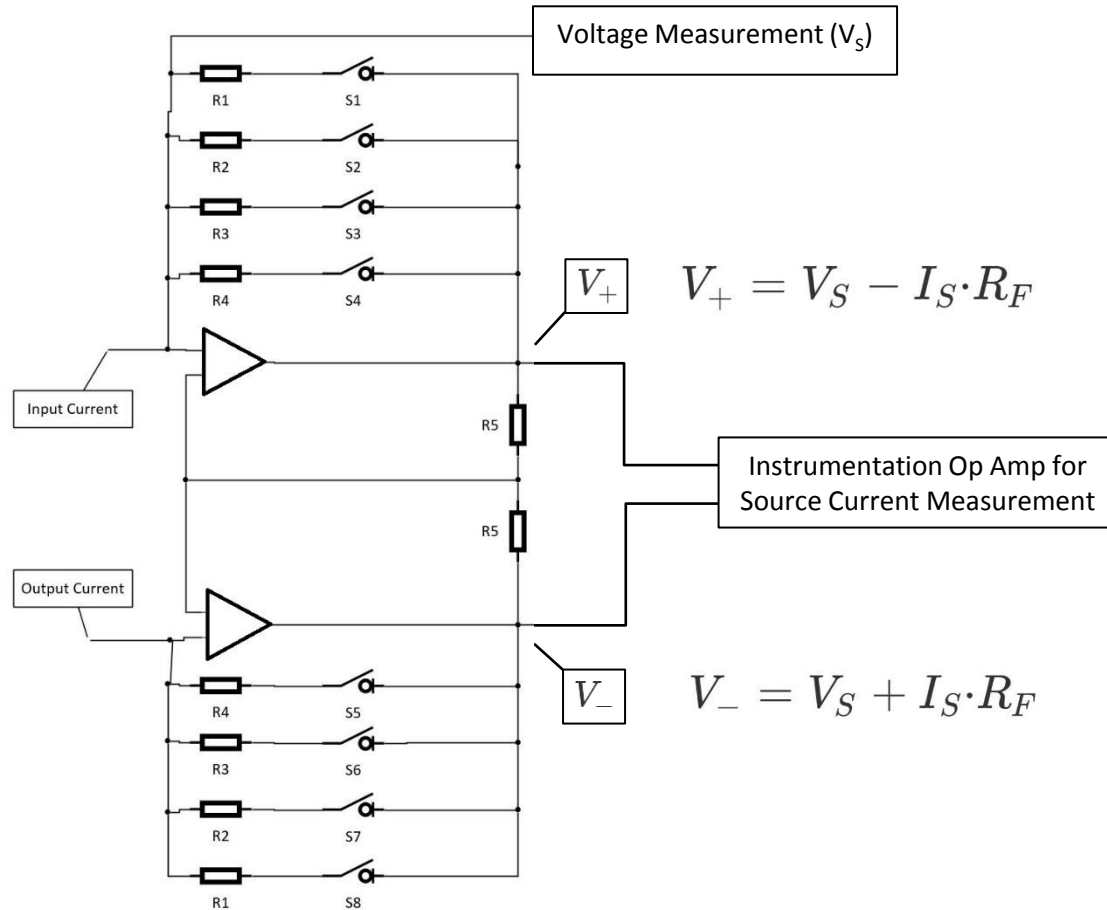 Voltage Measurement (VS)
R1 S1
R2 S2
R3 S3
R4 S4
V+ V+ = VS − IS·RF
Input Current
R5
Instrumentation Op Amp for
Source Current Measurement
R5
Output Current
V− V− = VS + IS·RF
R4 S5
R3 S6
R2 S7
R1 S8